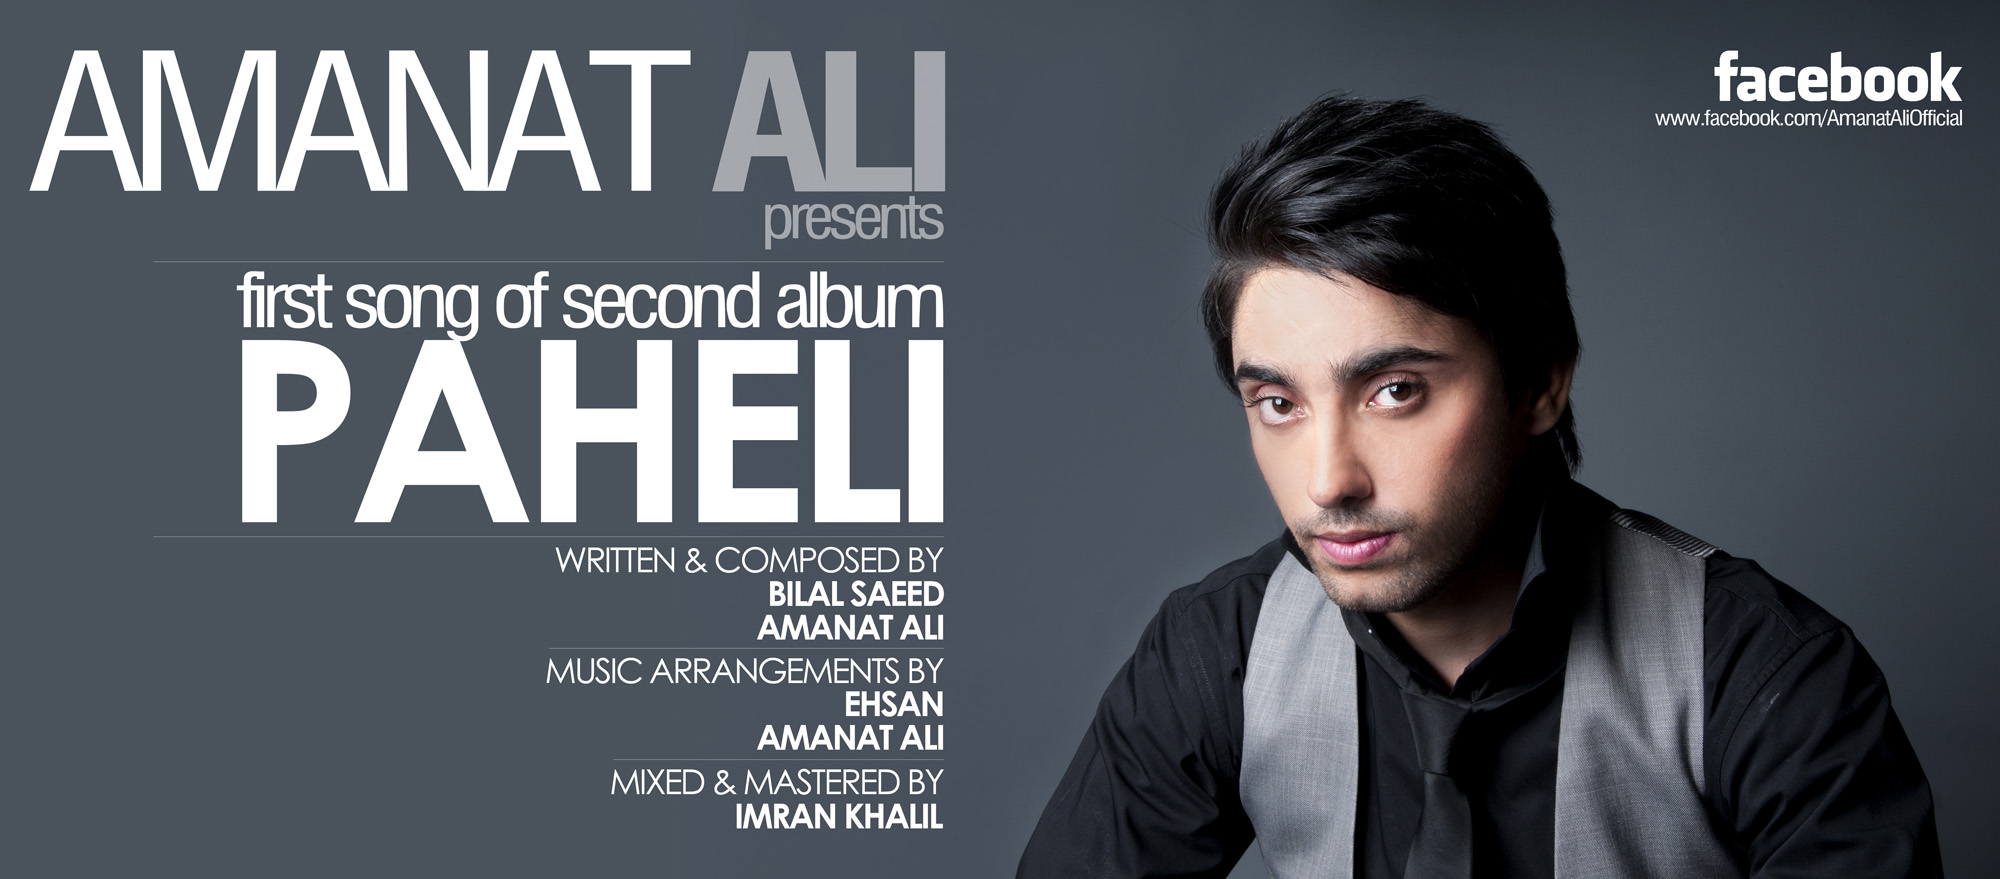 AMANAT ALI
presents
first song of second album
PAHELI
WRITTEN & COMPOSED BY
BILAL SAEED
AMANAT ALI
MUSIC ARRANGEMENTS BY
EHSAN
AMANAT ALI
MIXED & MASTERED BY
IMRAN KHALIL
facebook
www.facebook.com/AmanatAliOfficial